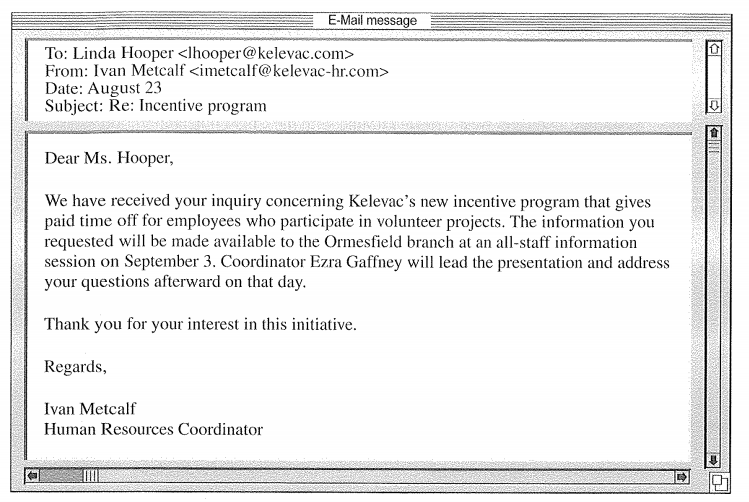 E-Mail message
To: Linda Hooper <lhooper@kelevac.com>
From: Ivan Metcalf <imetcalf@kelevac-hr.com>
Date: August 23
Subject: Re: Incentive program
Dear Ms. Hooper,
We have received your inquiry concerning Kelevac's new incentive program that gives
paid time off for employees who participate in volunteer projects. The information you
requested will be made available to the Ormesfield branch at an all-staff information
session on September 3. Coordinator Ezra Gaffney will lead the presentation and address
your questions afterward on that day.
Thank you for your interest in this initiative.
Regards,
Ivan Metcalf
Human Resources Coordinator